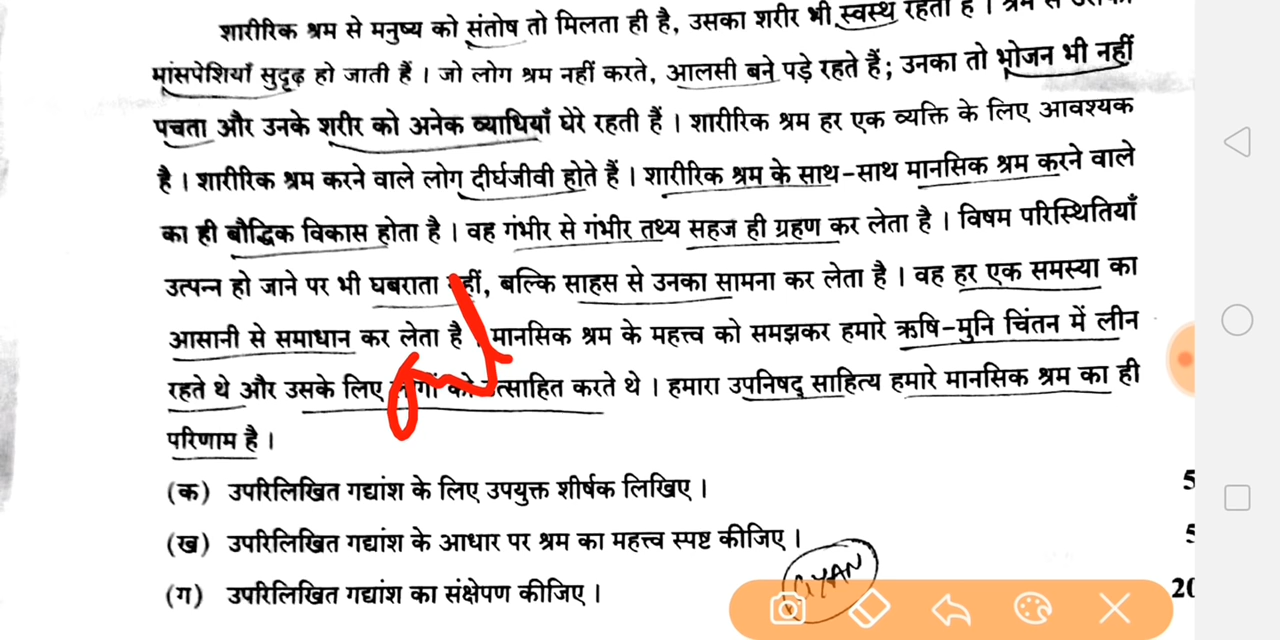 शारीरिक श्रम से मनुष्य को संतोष तो मिलता ही है, उसका शरीर भी स्वस्थ रहता है । श्रम से
मांसपेशियाँ सुदृढ़ हो जाती हैं । जो लोग श्रम नहीं करते, आलसी बने पड़े रहते हैं; उनका तो भोजन भी नहीं
पचता और उनके शरीर को अनेक व्याधियाँ घेरे रहती हैं । शारीरिक श्रम हर एक व्यक्ति के लिए आवश्यक
है । शारीरिक श्रम करने वाले लोग दीर्घजीवी होते हैं । शारीरिक श्रम के साथ-साथ मानसिक श्रम करने वाले
का ही बौद्धिक विकास होता है । वह गंभीर से गंभीर तथ्य सहज ही ग्रहण कर लेता है । विषम परिस्थितियाँ
उत्पन्न हो जाने पर भी घबराता नहीं, बल्कि साहस से उनका सामना कर लेता है । वह हर एक समस्या का
आसानी से समाधान कर लेता है । मानसिक श्रम के महत्त्व को समझकर हमारे ऋषि-मुनि चिंतन में लीन
रहते थे और उसके लिए लोगों को उत्साहित करते थे । हमारा उपनिषद् साहित्य हमारे मानसिक श्रम का ही
परिणाम है ।
(क) उपरिलिखित गद्यांश के लिए उपयुक्त शीर्षक लिखिए । 5
(ख) उपरिलिखित गद्यांश के आधार पर श्रम का महत्त्व स्पष्ट कीजिए । 5
GYAN
(ग) उपरिलिखित गद्यांश का संक्षेपण कीजिए । 20